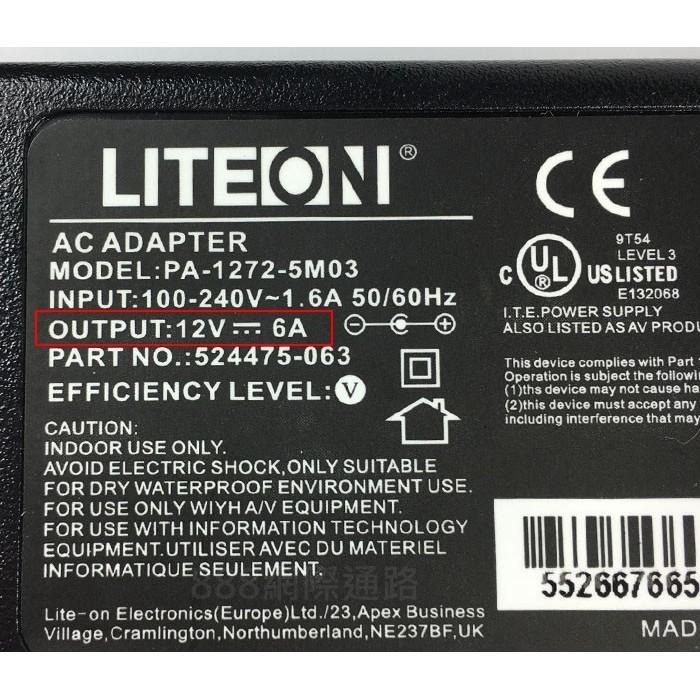 LITEON®
AC ADAPTER
MODEL:PA-1272-5M03
INPUT:100-240V~1.6A 50/60Hz
OUTPUT:12V⎓6A
PART NO.:524475-063
EFFICIENCY LEVEL:Ⓥ
CAUTION:
INDOOR USE ONLY.
AVOID ELECTRIC SHOCK,ONLY SUITABLE
FOR DRY WATERPROOF ENVIRONMENT USE.
FOR USE ONLY WIYH A/V EQUIPMENT.
FOR USE WITH INFORMATION TECHNOLOGY
EQUIPMENT.UTILISER AVEC DU MATERIEL
INFORMATIQUE SEULEMENT.
888網際通路
Lite-on Electronics(Europe)Ltd./23,Apex Business
Village,Cramlington,Northumberland,NE237BF,UK
CE
C UL® US LISTED
9T54
LEVEL 3
E132068
I.T.E.POWER SUPPLY
ALSO LISTED AS AV PROD
This device complies with Part
Operation is subject the followi
(1)ths device may not cause ha
(2)this device must accept any
including interference that may
552667665
MAD